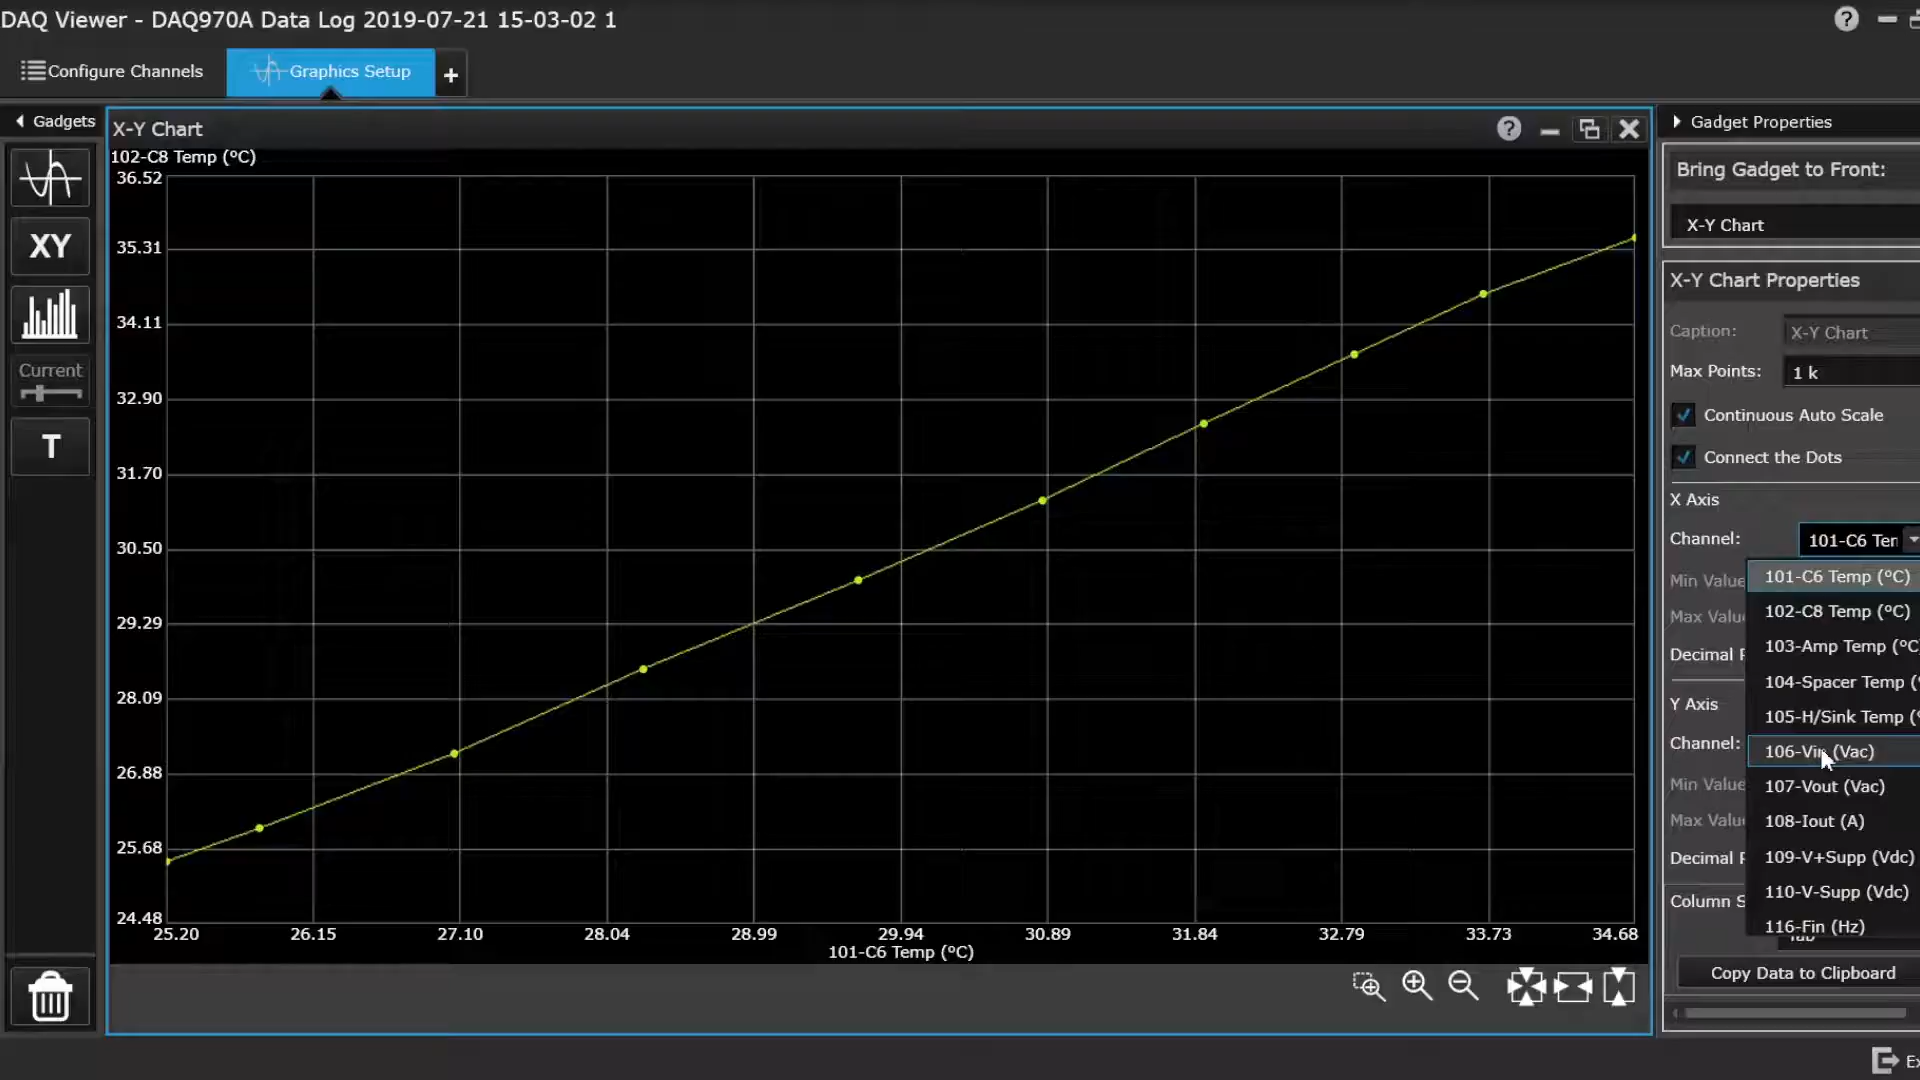 DAQ Viewer - DAQ970A Data Log 2019-07-21 15-03-02 1
Configure Channels
Graphics Setup
+
Gadgets
X-Y Chart
Gadget Properties
102-C8 Temp (°C)
36.52
35.31
34.11
32.90
31.70
30.50
29.29
28.09
26.88
25.68
24.48
25.20 26.15 27.10 28.04 28.99 29.94 30.89 31.84 32.79 33.73 34.68
101-C6 Temp (°C)
XY
Current
T
Bring Gadget to Front:
X-Y Chart
X-Y Chart Properties
Caption: X-Y Chart
Max Points: 1 k
Continuous Auto Scale
Connect the Dots
X Axis
Channel: 101-C6 Ter
Min Value
Max Valu
Decimal P
Y Axis
Channel:
Min Value
Max Valu
Decimal P
Column S
101-C6 Temp (°C)
102-C8 Temp (°C)
103-Amp Temp (°C)
104-Spacer Temp (°
105-H/Sink Temp (°
106-Vin (Vac)
107-Vout (Vac)
108-Iout (A)
109-V+Supp (Vdc)
110-V-Supp (Vdc)
116-Fin (Hz)
Tab
Copy Data to Clipboard
Ex